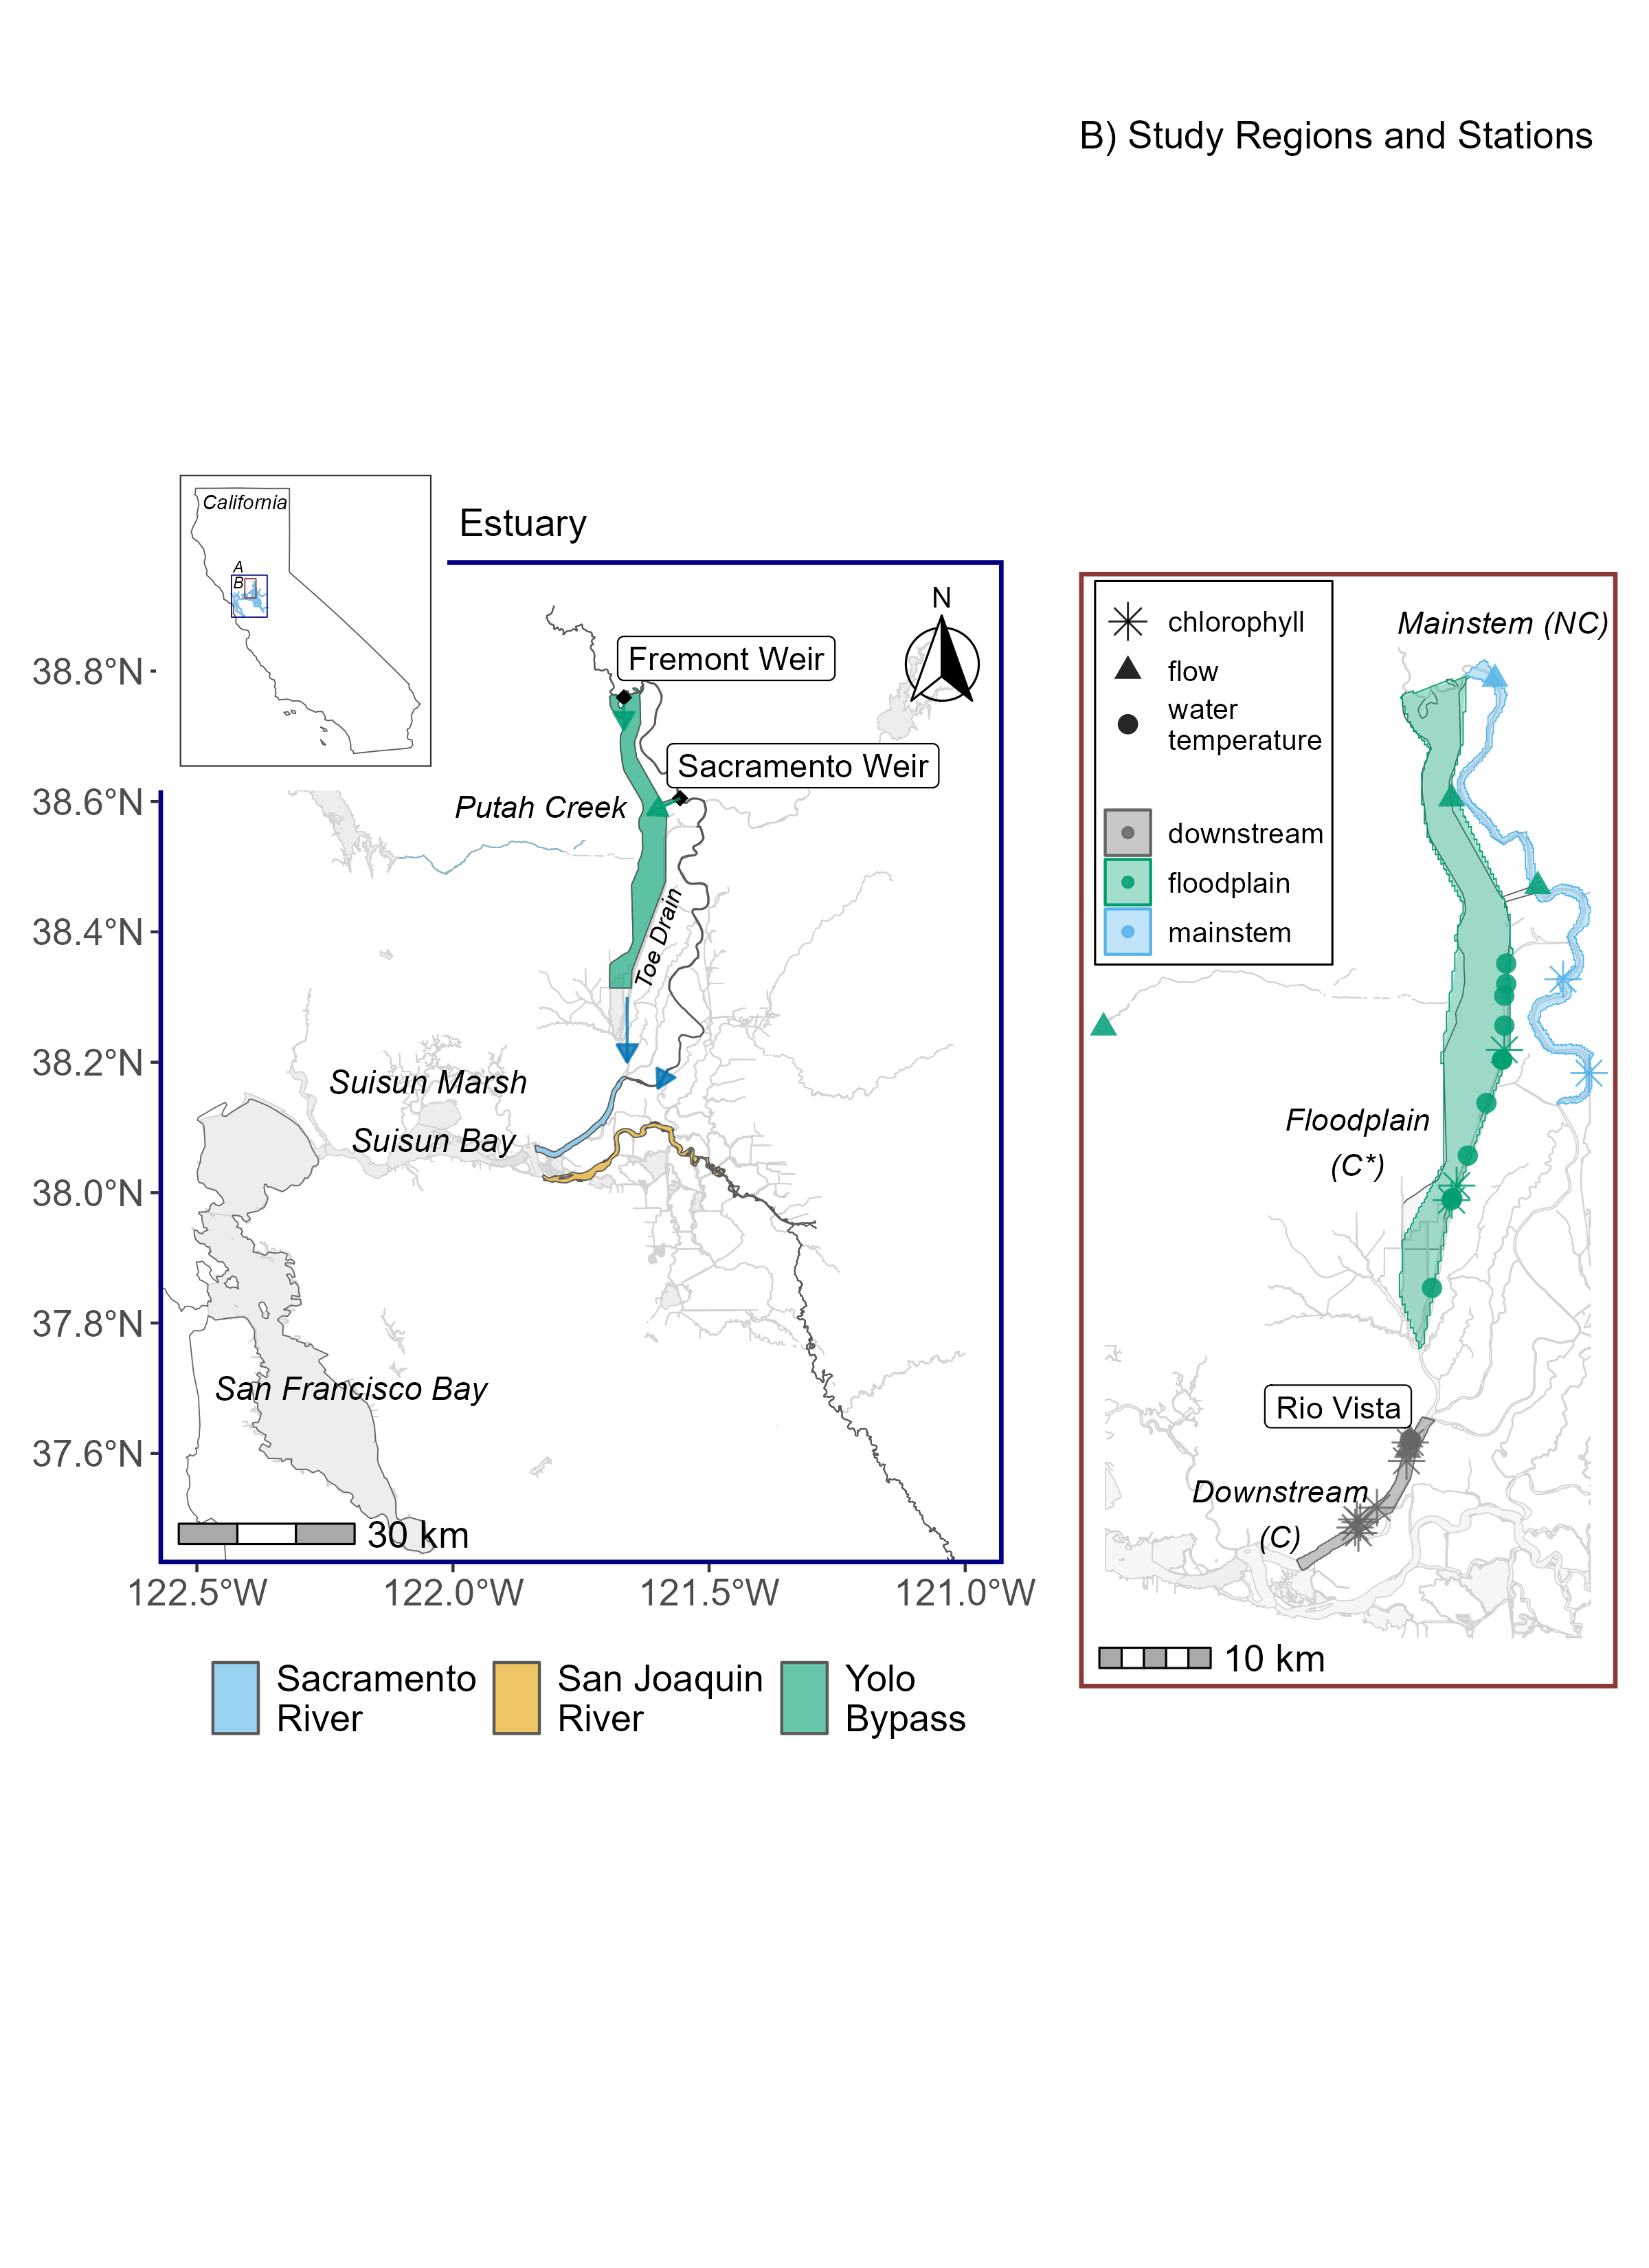 B) Study Regions and Stations
California
A
B
Estuary
N
Fremont Weir
Sacramento Weir
Putah Creek
Toe Drain
Suisun Marsh
Suisun Bay
San Francisco Bay
30 km
38.8°N
38.6°N
38.4°N
38.2°N
38.0°N
37.8°N
37.6°N
122.5°W
122.0°W
121.5°W
121.0°W
Sacramento
River
San Joaquin
River
Yolo
Bypass
chlorophyll
flow
water
temperature
downstream
floodplain
mainstem
Mainstem (NC)
Floodplain
(C*)
Rio Vista
Downstream
(C)
10 km